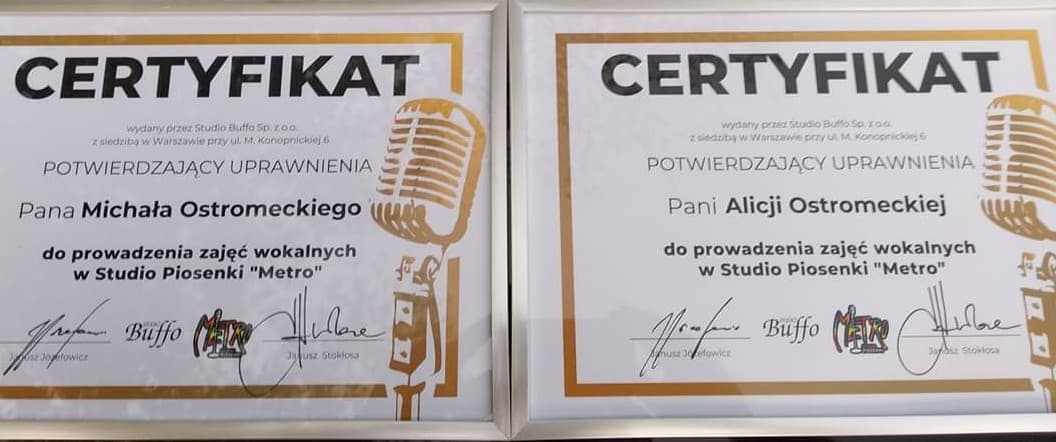 CERTYFIKAT
wydany przez Studio Buffo Sp. z o.o.
z siedzibą w Warszawie przy ul. M. Konopnickiej 6
POTWIERDZAJĄCY UPRAWNIENIA
Pana Michała Ostromeckiego
do prowadzenia zajęć wokalnych
w Studio Piosenki "Metro"
Buffo METRO
Janusz Józefowicz Janusz Stokłosa
CERTYFIKAT
wydany przez Studio Buffo Sp. z o.o.
z siedzibą w Warszawie przy ul. M. Konopnickiej 6
POTWIERDZAJĄCY UPRAWNIENIA
Pani Alicji Ostromeckiej
do prowadzenia zajęć wokalnych
w Studio Piosenki "Metro"
Buffo METRO
Janusz Józefowicz Janusz Stokłosa